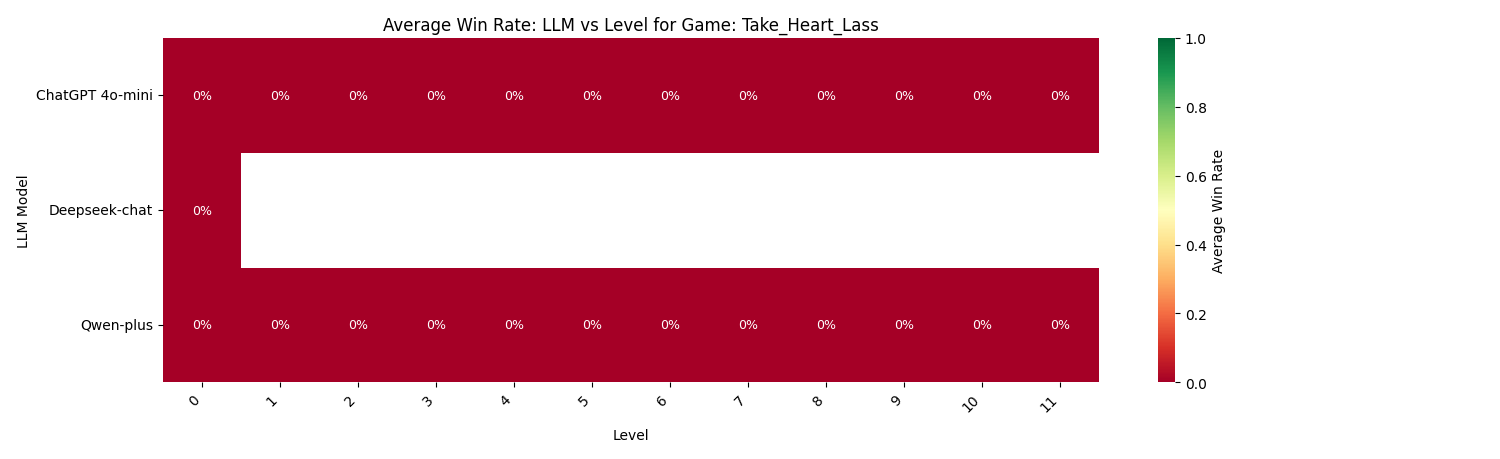 Average Win Rate: LLM vs Level for Game: Take_Heart_Lass
LLM Model
ChatGPT 4o-mini
0% 0% 0% 0% 0% 0% 0% 0% 0% 0% 0% 0%
Deepseek-chat
0%
Qwen-plus
0% 0% 0% 0% 0% 0% 0% 0% 0% 0% 0% 0%
0 1 2 3 4 5 6 7 8 9 10 11
Level
1.0
0.8
0.6
0.4
0.2
0.0
Average Win Rate